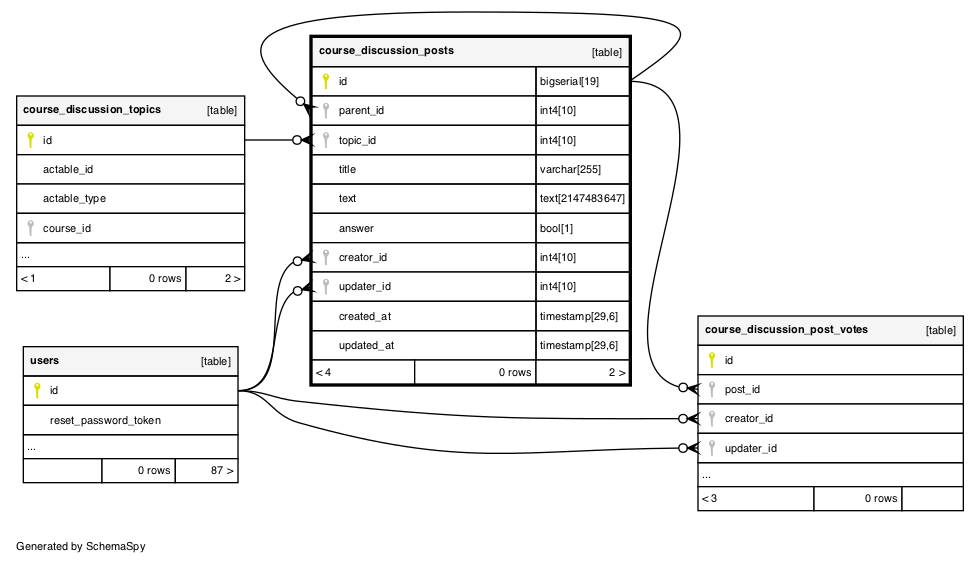 course_discussion_posts [table]
id bigserial[19]
parent_id int4[10]
topic_id int4[10]
title varchar[255]
text text[2147483647]
answer bool[1]
creator_id int4[10]
updater_id int4[10]
created_at timestamp[29,6]
updated_at timestamp[29,6]
< 4 0 rows 2 >
course_discussion_topics [table]
id
actable_id
actable_type
course_id
...
< 1 0 rows 2 >
users [table]
id
reset_password_token
...
0 rows 87 >
course_discussion_post_votes [table]
id
post_id
creator_id
updater_id
...
< 3 0 rows
Generated by SchemaSpy